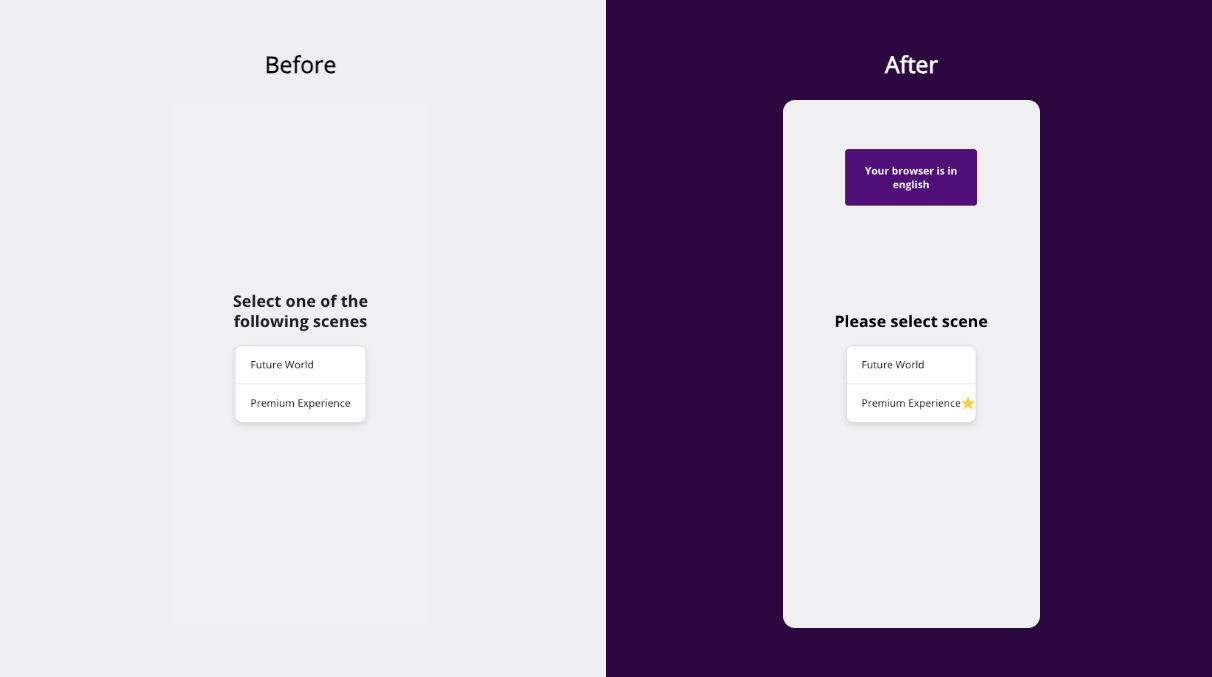 Before
Select one of the
following scenes
Future World
Premium Experience
After
Your browser is in
english
Please select scene
Future World
Premium Experience